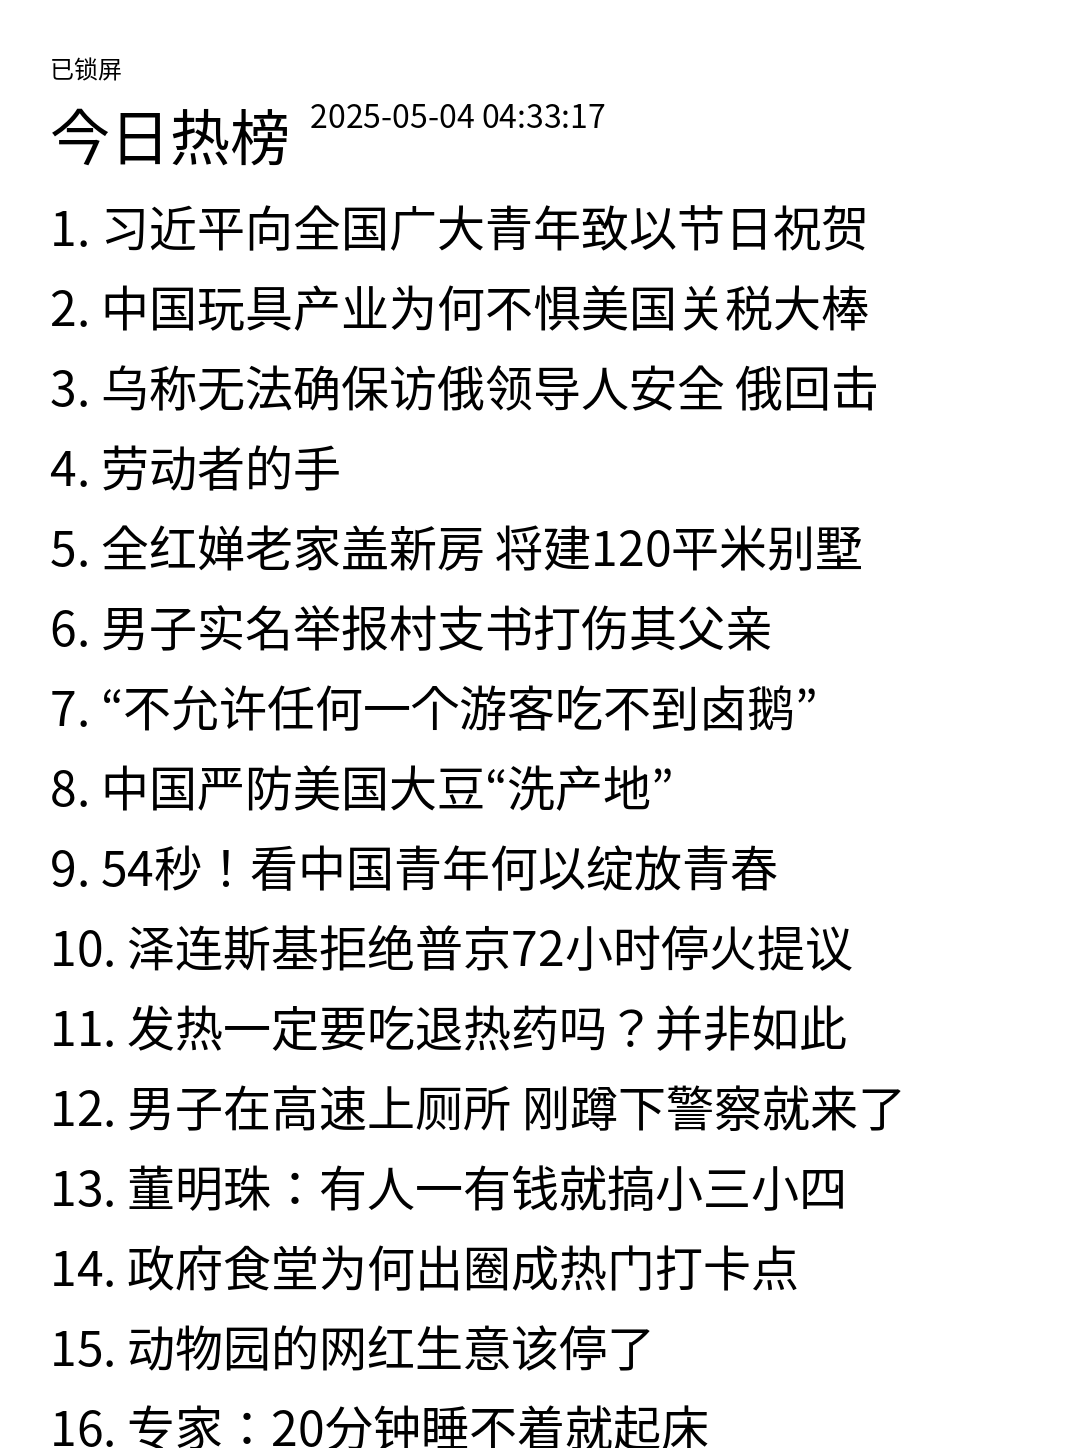 已锁屏
今日热榜 2025-05-04 04:33:17
1. 习近平向全国广大青年致以节日祝贺
2. 中国玩具产业为何不惧美国关税大棒
3. 乌称无法确保访俄领导人安全 俄回击
4. 劳动者的手
5. 全红婵老家盖新房 将建120平米别墅
6. 男子实名举报村支书打伤其父亲
7. “不允许任何一个游客吃不到卤鹅”
8. 中国严防美国大豆“洗产地”
9. 54秒！看中国青年何以绽放青春
10. 泽连斯基拒绝普京72小时停火提议
11. 发热一定要吃退热药吗？并非如此
12. 男子在高速上厕所 刚蹲下警察就来了
13. 董明珠：有人一有钱就搞小三小四
14. 政府食堂为何出圈成热门打卡点
15. 动物园的网红生意该停了
16. 专家：20分钟睡不着就起床